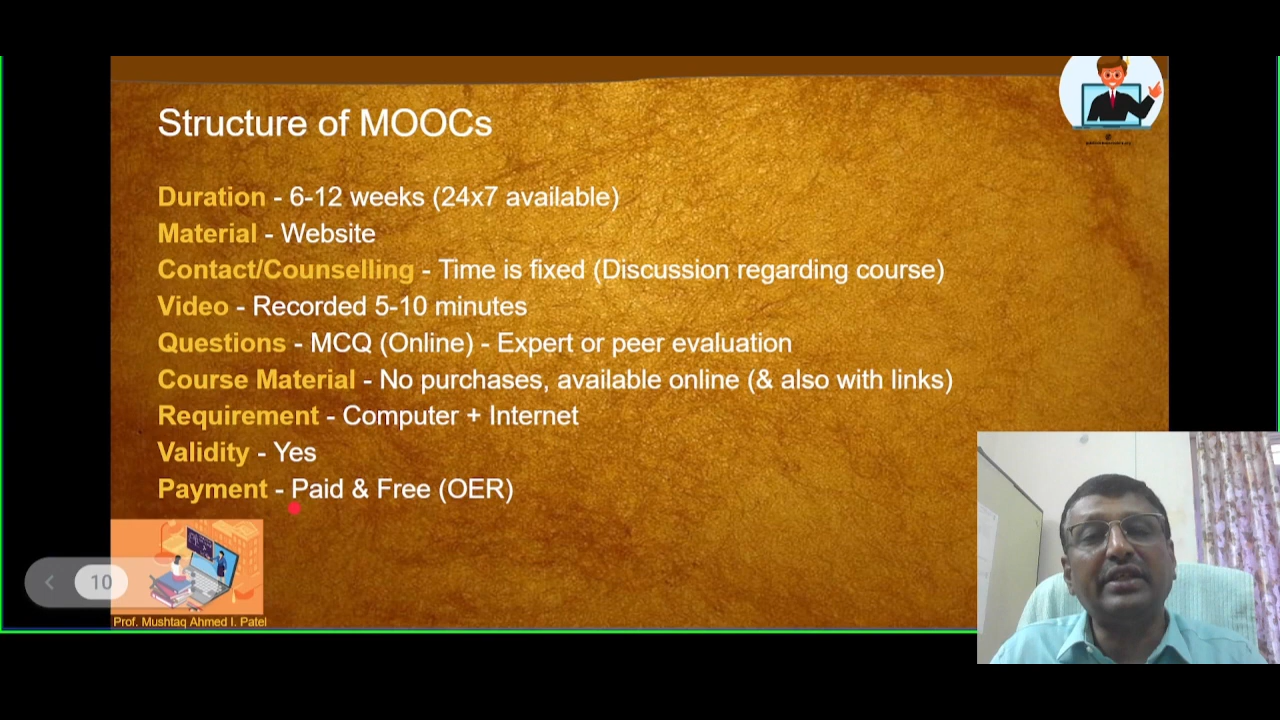 Structure of MOOCs
Duration - 6-12 weeks (24x7 available)
Material - Website
Contact/Counselling - Time is fixed (Discussion regarding course)
Video - Recorded 5-10 minutes
Questions - MCQ (Online) - Expert or peer evaluation
Course Material - No purchases, available online (& also with links)
Requirement - Computer + Internet
Validity - Yes
Payment - Paid & Free (OER)
10
Prof. Mushtaq Ahmed I. Patel